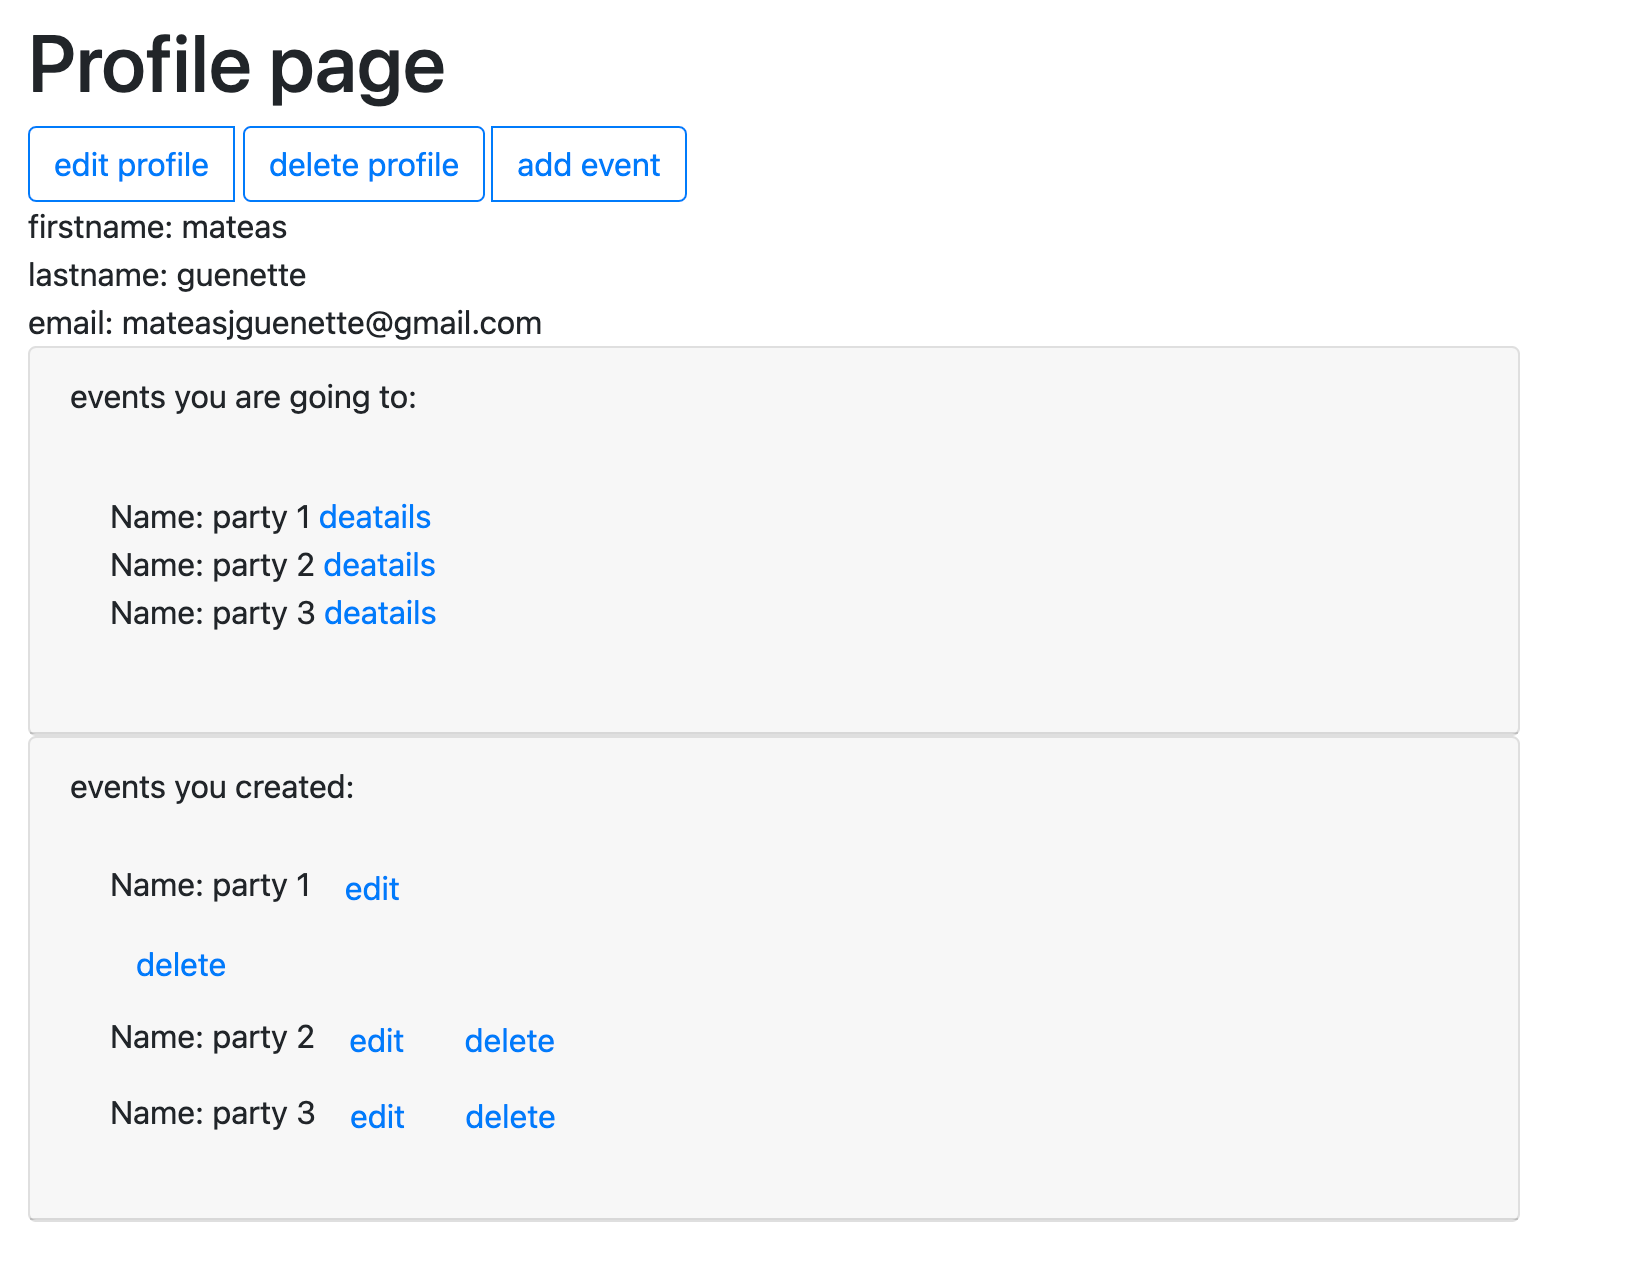 Profile page
edit profile delete profile add event
firstname: mateas
lastname: guenette
email: mateasjguenette@gmail.com
events you are going to:
Name: party 1 deatails
Name: party 2 deatails
Name: party 3 deatails
events you created:
Name: party 1 edit
delete
Name: party 2 edit delete
Name: party 3 edit delete